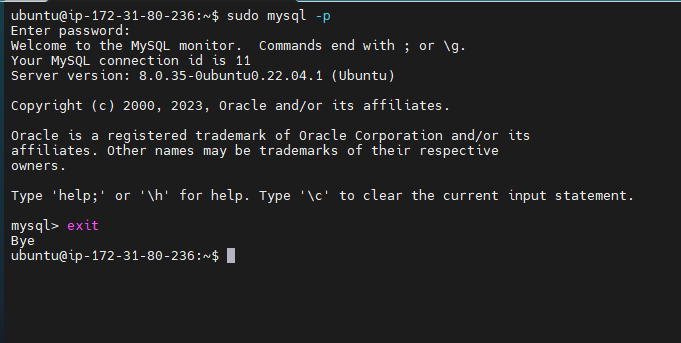 ubuntu@ip-172-31-80-236:~$ sudo mysql -p
Enter password:
Welcome to the MySQL monitor.  Commands end with ; or \g.
Your MySQL connection id is 11
Server version: 8.0.35-0ubuntu0.22.04.1 (Ubuntu)
Copyright (c) 2000, 2023, Oracle and/or its affiliates.
Oracle is a registered trademark of Oracle Corporation and/or its
affiliates. Other names may be trademarks of their respective
owners.
Type 'help;' or '\h' for help. Type '\c' to clear the current input statement.
mysql> exit
Bye
ubuntu@ip-172-31-80-236:~$